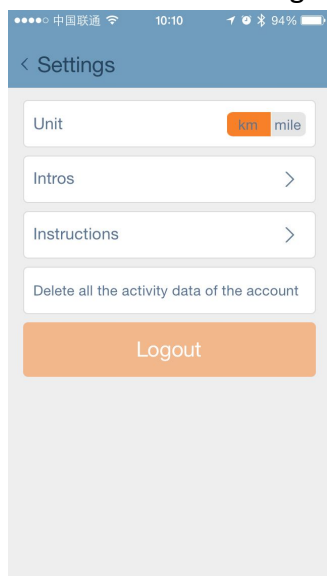 中国联通 10:10 94%
Settings
Unit km mile
Intros
Instructions
Delete all the activity data of the account
Logout